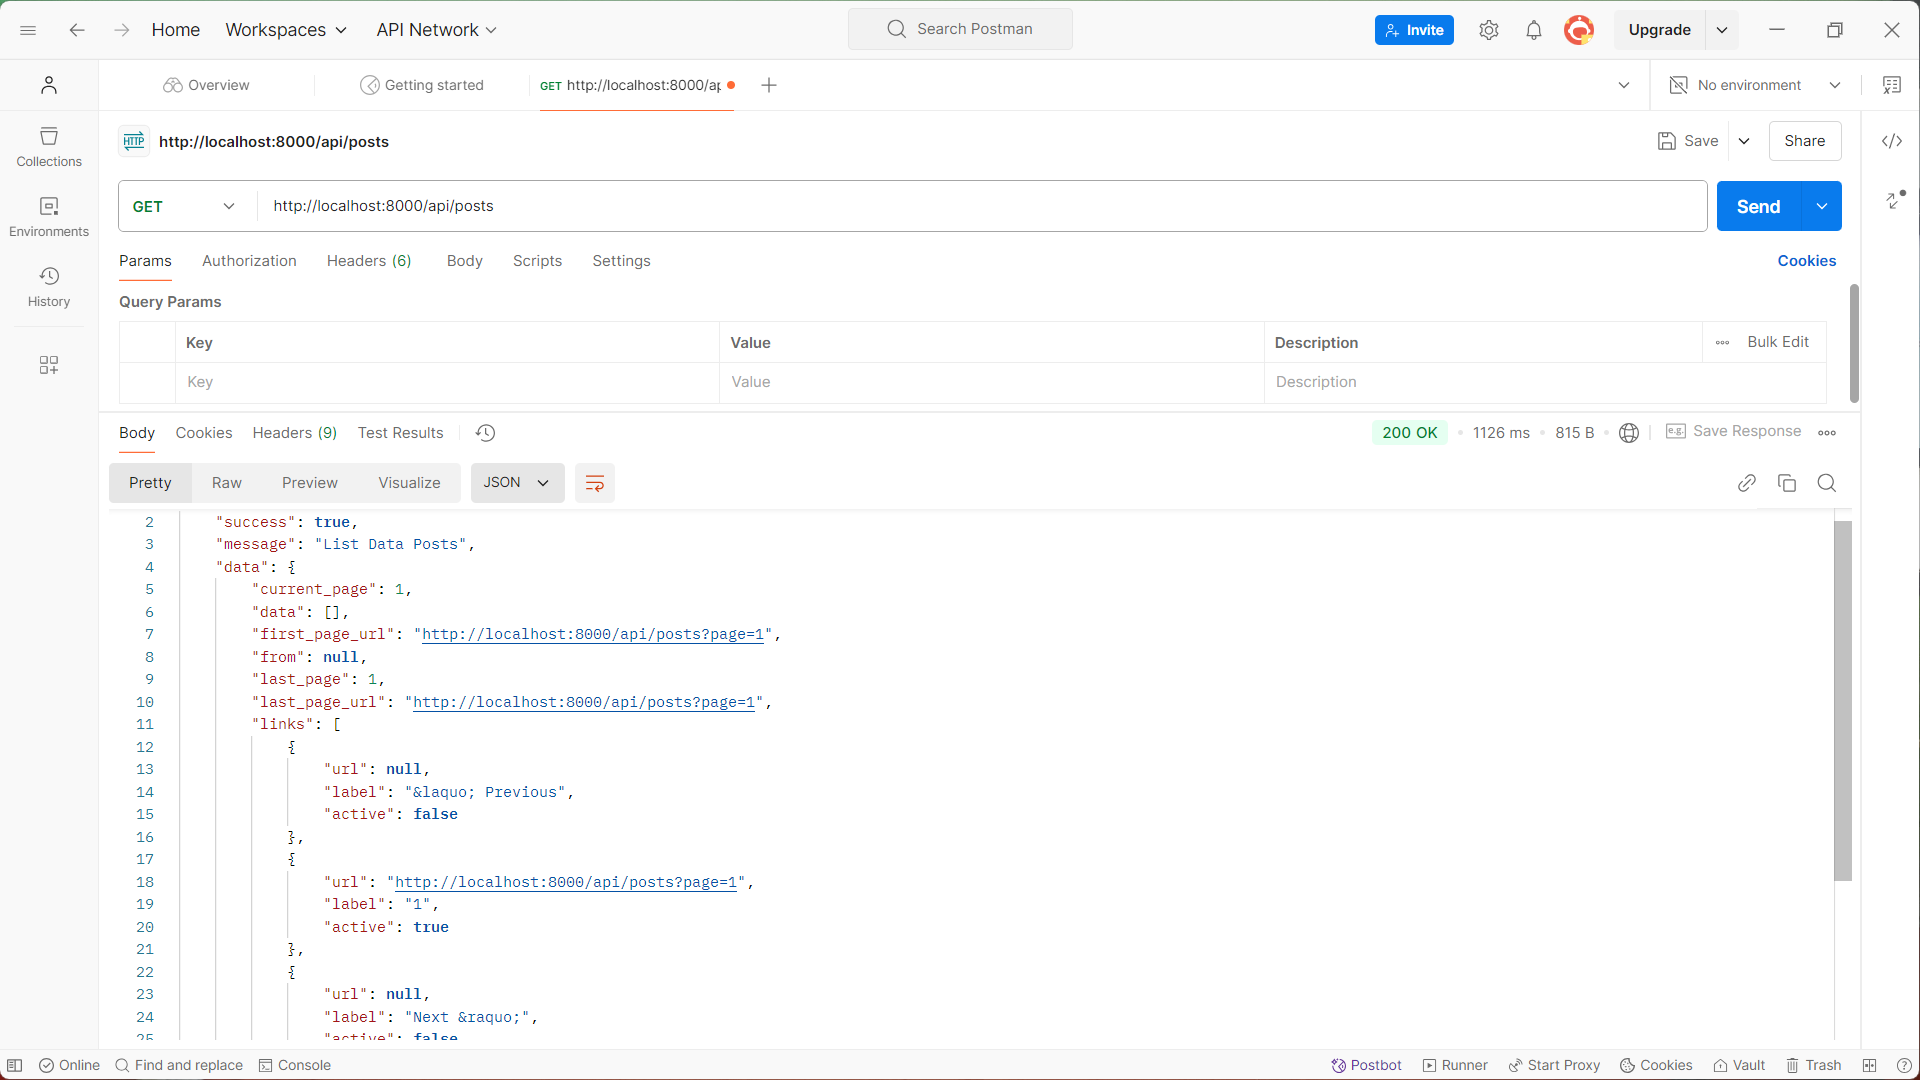 Home Workspaces API Network Search Postman Invite Upgrade
Overview Getting started GET http://localhost:8000/ap No environment
HTTP http://localhost:8000/api/posts Save Share
Collections
Environments
History
GET http://localhost:8000/api/posts Send
Params Authorization Headers (6) Body Scripts Settings Cookies
Query Params
Key Value Description Bulk Edit
Key Value Description
Body Cookies Headers (9) Test Results 200 OK • 1126 ms • 815 B • e.g. Save Response
Pretty Raw Preview Visualize JSON
2 "success": true,
3 "message": "List Data Posts",
4 "data": {
5 "current_page": 1,
6 "data": [],
7 "first_page_url": "http://localhost:8000/api/posts?page=1",
8 "from": null,
9 "last_page": 1,
10 "last_page_url": "http://localhost:8000/api/posts?page=1",
11 "links": [
12 {
13 "url": null,
14 "label": "&laquo; Previous",
15 "active": false
16 },
17 {
18 "url": "http://localhost:8000/api/posts?page=1",
19 "label": "1",
20 "active": true
21 },
22 {
23 "url": null,
24 "label": "Next &raquo;",
25 "active": false
Online Find and replace Console Postbot Runner Start Proxy Cookies Vault Trash